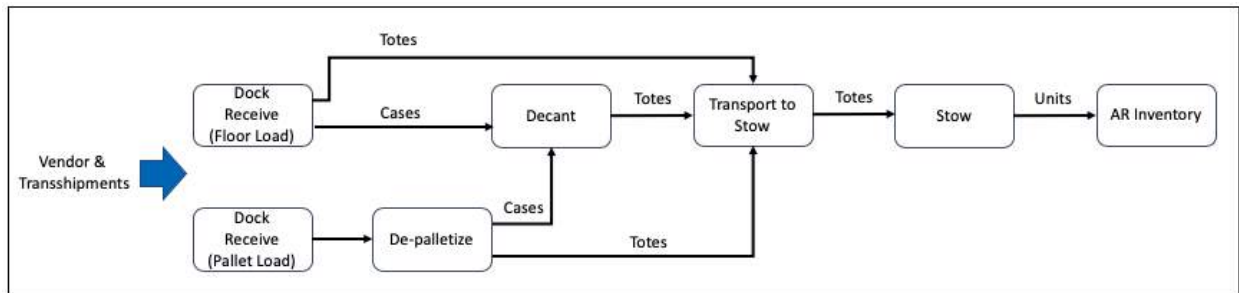 Totes
Dock
Receive
(Floor Load)
Cases
Decant
Totes
Transport to
Stow
Totes
Stow
Units
AR Inventory
Vendor &
Transshipments
Dock
Receive
(Pallet Load)
De-palletize
Cases
Totes